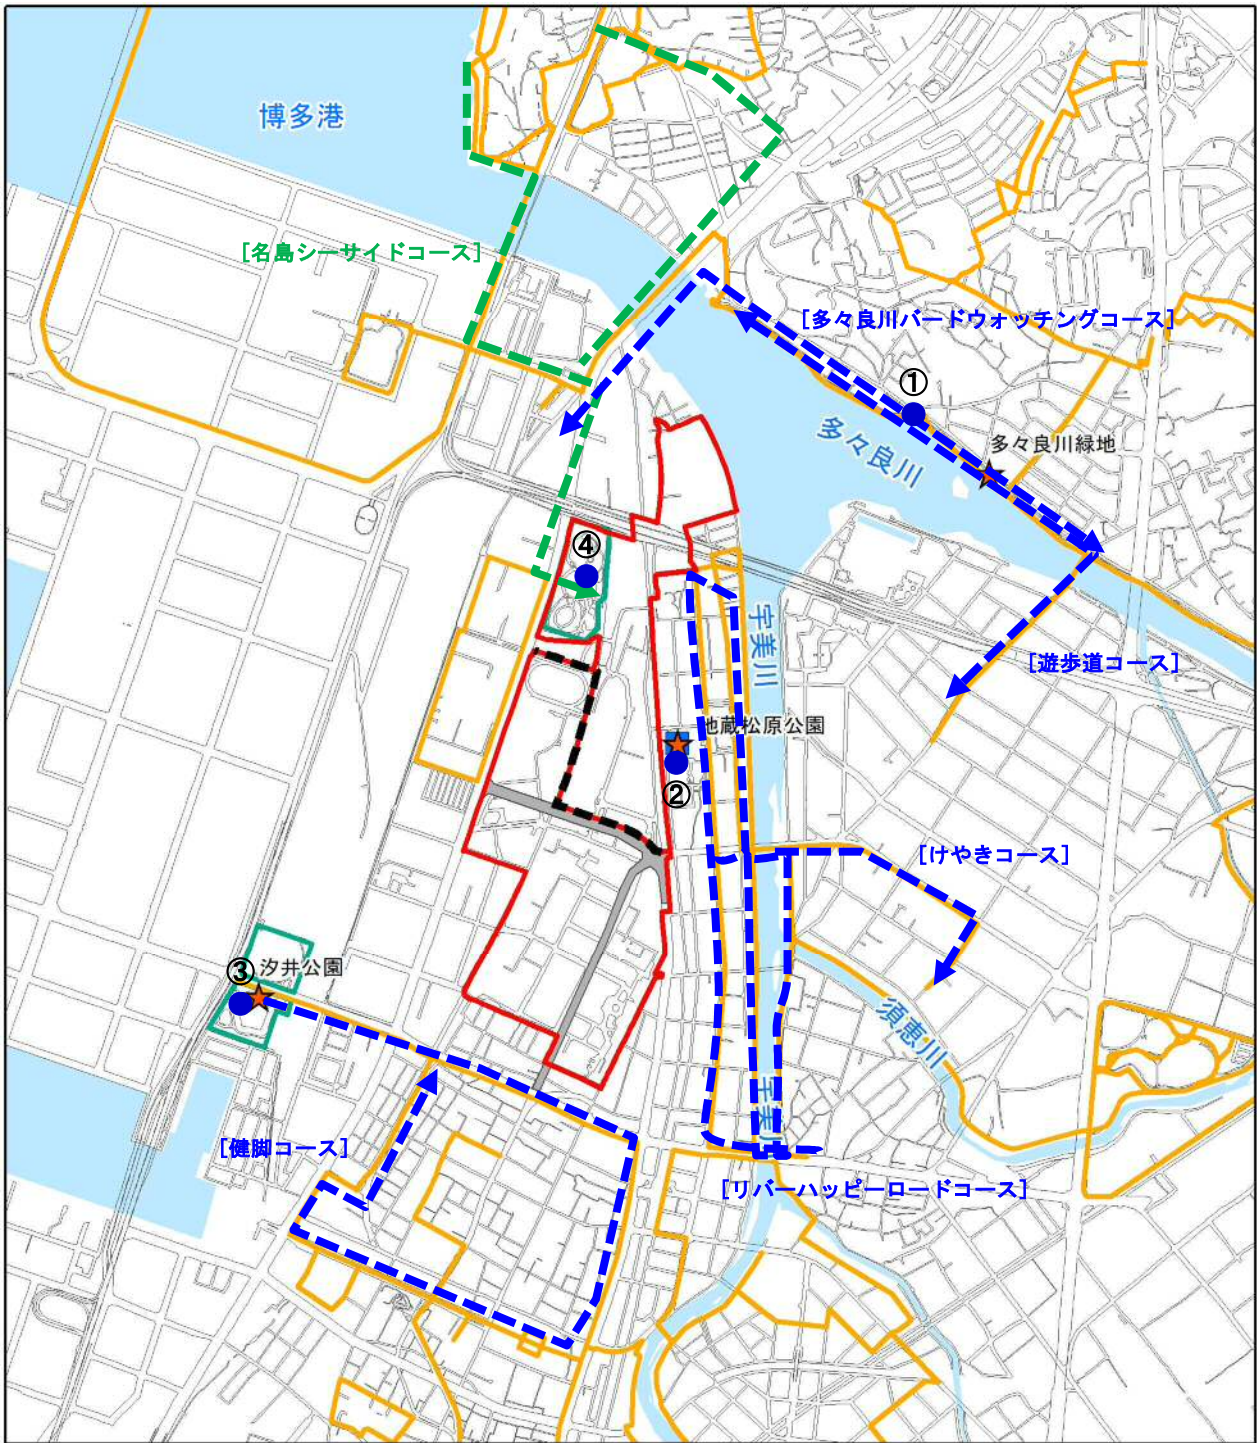 博多港
[名島シーサイドコース]
[多々良川バードウォッチングコース]
①
多々良川
多々良川緑地
④
宇美川
[遊歩道コース]
地蔵松原公園
②
[けやきコース]
③
汐井公園
須恵川
宇美川
[健脚コース]
[リバーハッピーロードコース]